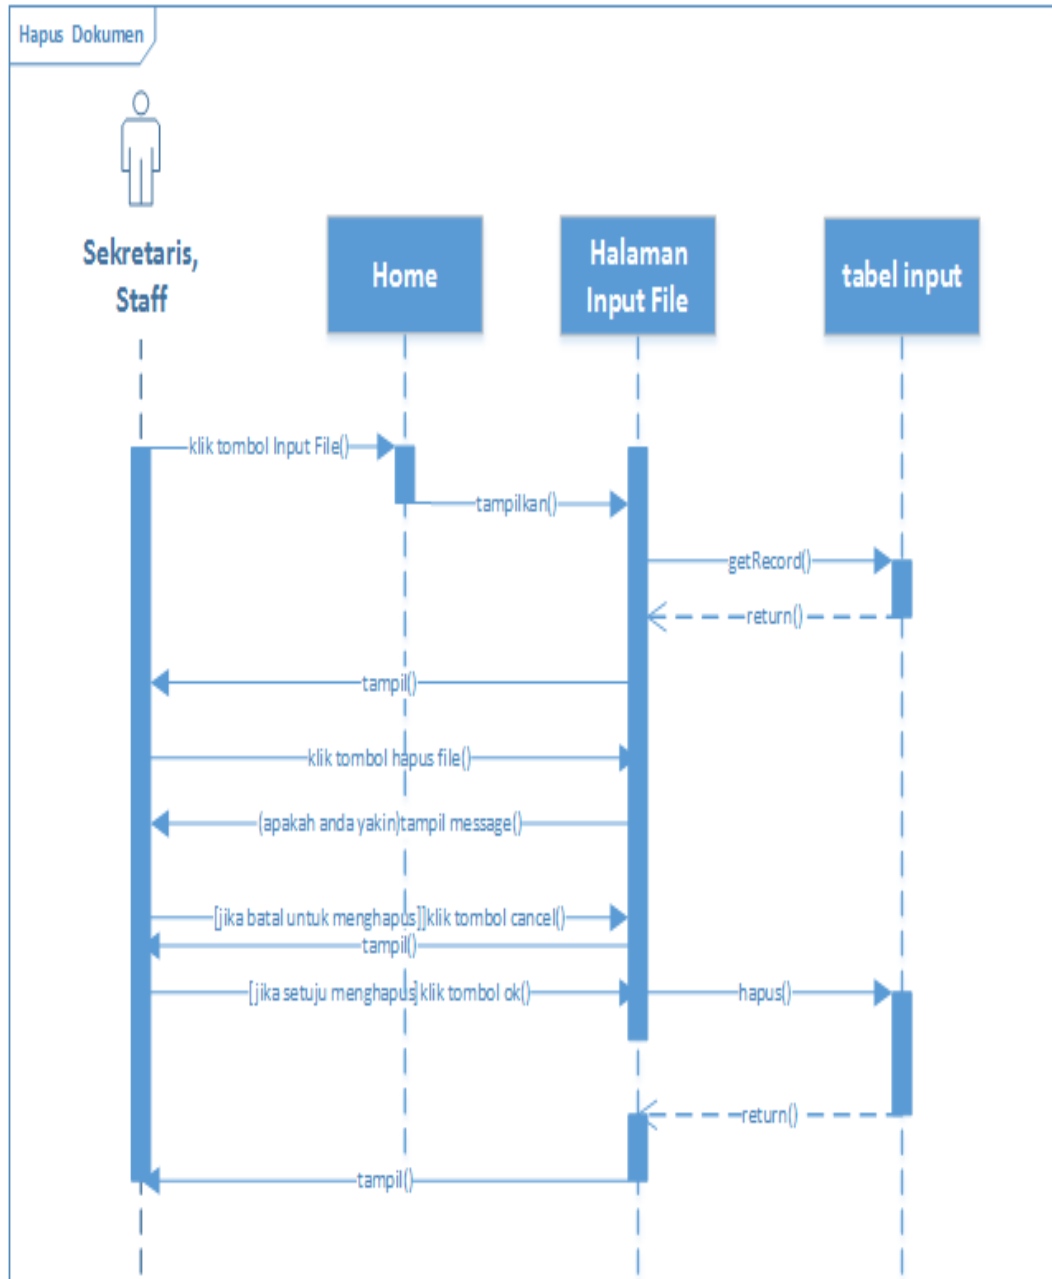 Hapus Dokumen
Sekretaris,
Staff
Home
Halaman
Input File
tabel input
klik tombol Input File()
tampilkan()
getRecord()
return()
tampil()
klik tombol hapus file()
(apakah anda yakin)tampil message()
[jika batal untuk menghapus]]klik tombol cancel()
tampil()
[jika setuju menghapus]klik tombol ok()
hapus()
return()
tampil()